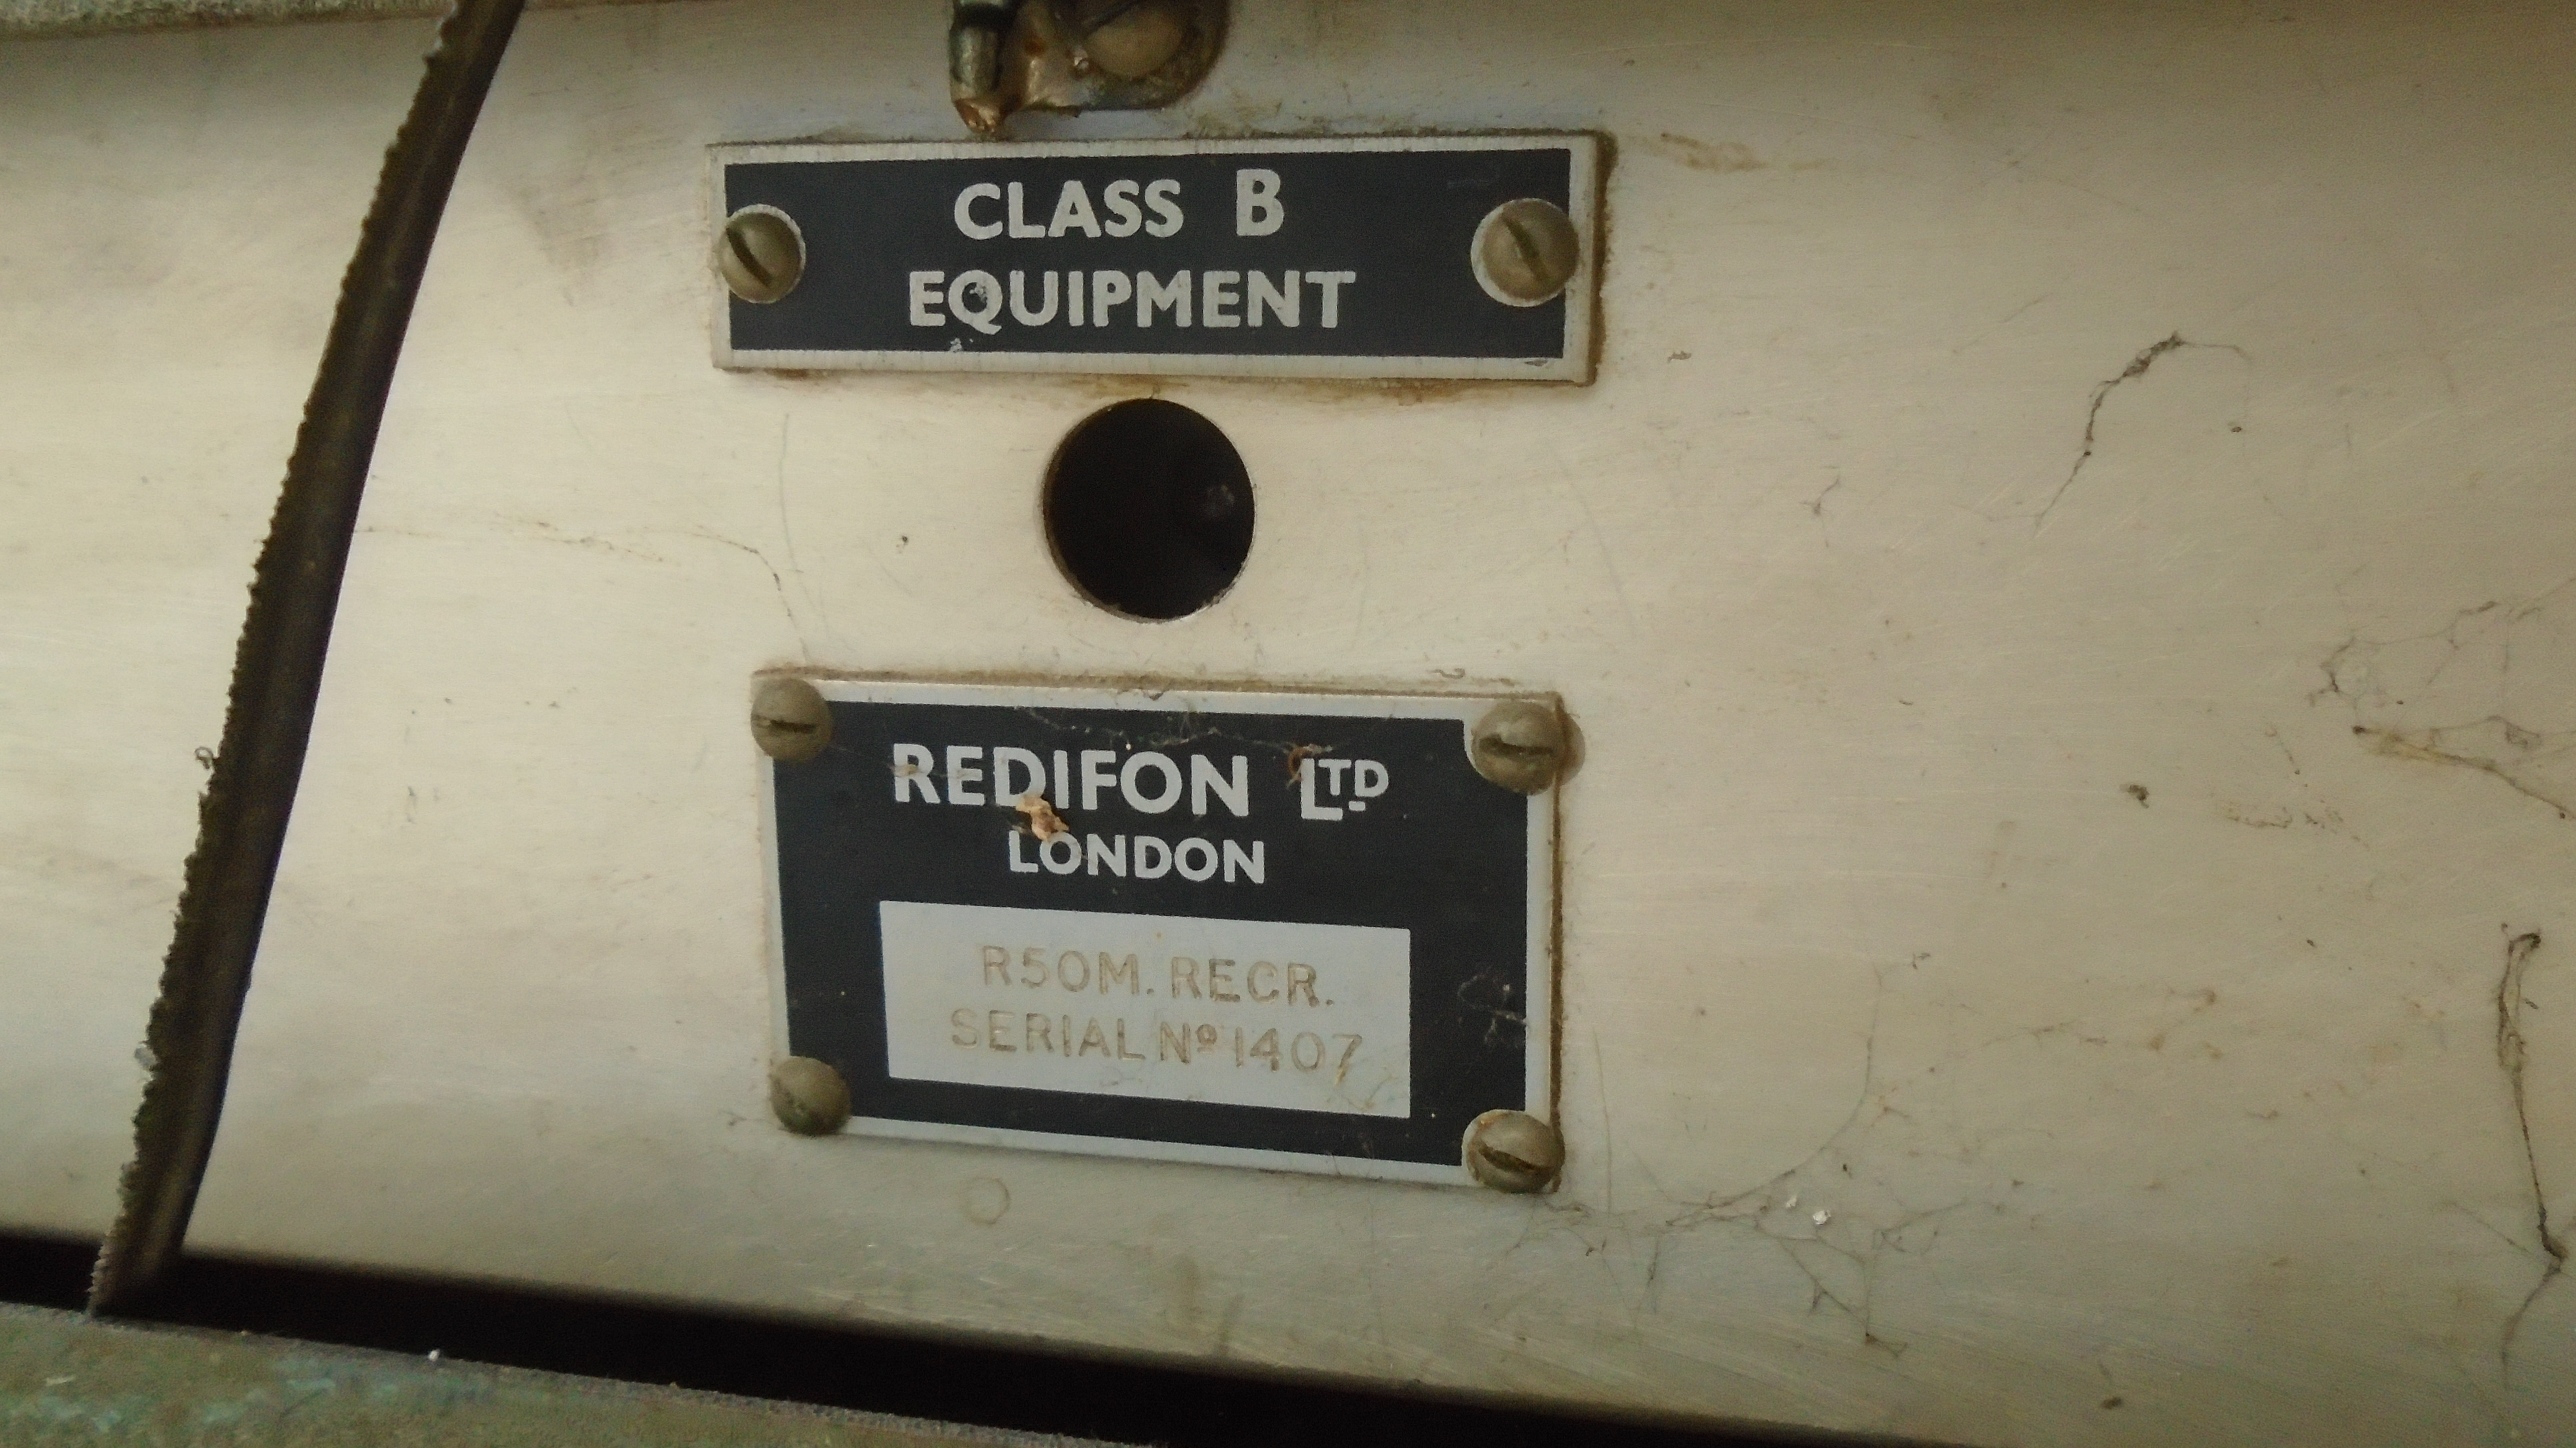 CLASS B
EQUIPMENT
REDIFON LTD
LONDON
R50M. RECR.
SERIAL Nº 1407